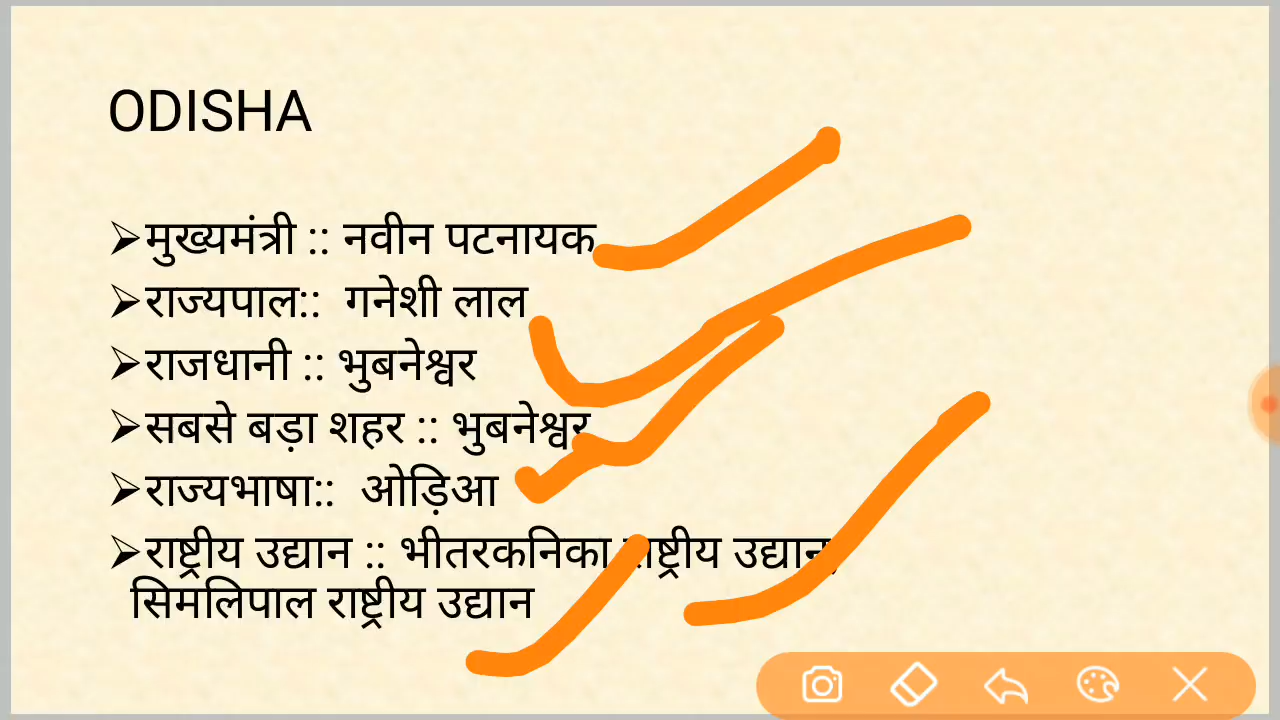 ODISHA
➢मुख्यमंत्री :: नवीन पटनायक
➢राज्यपाल:: गनेशी लाल
➢राजधानी :: भुबनेश्वर
➢सबसे बड़ा शहर :: भुबनेश्वर
➢राज्यभाषा:: ओड़िआ
➢राष्ट्रीय उद्यान :: भीतरकनिका राष्ट्रीय उद्यान,
सिमलिपाल राष्ट्रीय उद्यान